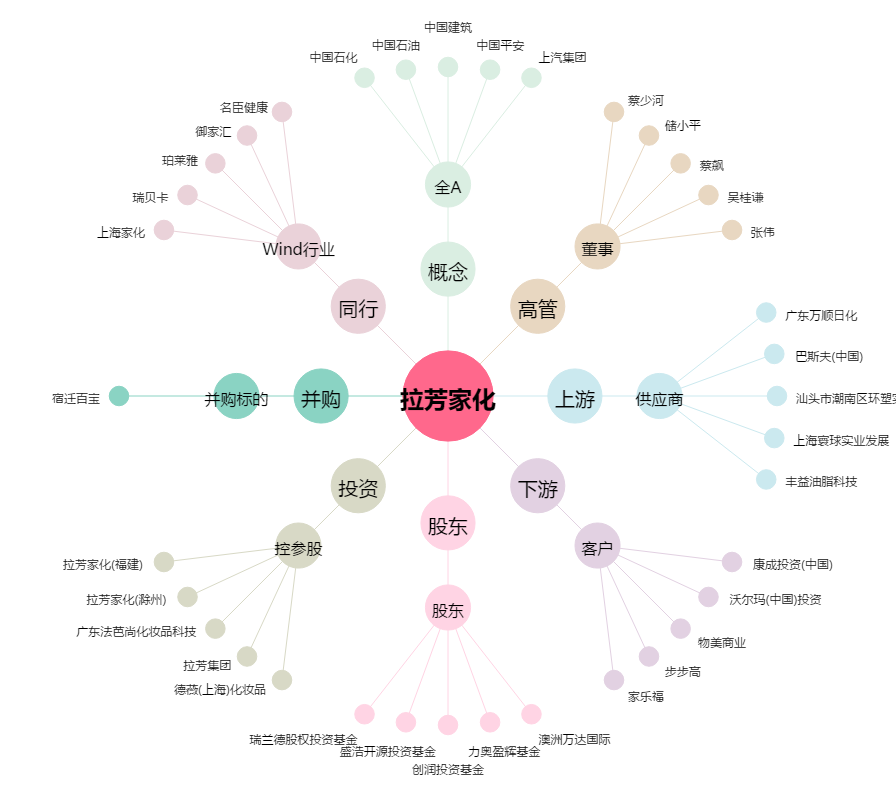 中国建筑
中国石油
中国平安
中国石化
上汽集团
名臣健康
御家汇
珀莱雅
瑞贝卡
上海家化
蔡少河
储小平
蔡飙
吴桂谦
张伟
全A
Wind行业
董事
概念
同行
高管
广东万顺日化
巴斯夫(中国)
宿迁百宝
并购标的
并购
拉芳家化
上游
供应商
汕头市潮南区环塑
上海寰球实业发展
丰益油脂科技
投资
下游
股东
控参股
客户
拉芳家化(福建)
康成投资(中国)
拉芳家化(滁州)
沃尔玛(中国)投资
股东
广东法芭尚化妆品科技
物美商业
拉芳集团
步步高
德薇(上海)化妆品
家乐福
瑞兰德股权投资基金
澳洲万达国际
盛浩开源投资基金
力奥盈辉基金
创润投资基金